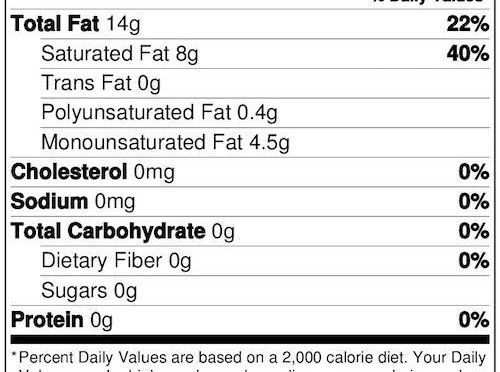 % Daily Values*
Total Fat 14g 22%
Saturated Fat 8g 40%
Trans Fat 0g
Polyunsaturated Fat 0.4g
Monounsaturated Fat 4.5g
Cholesterol 0mg 0%
Sodium 0mg 0%
Total Carbohydrate 0g 0%
Dietary Fiber 0g 0%
Sugars 0g
Protein 0g 0%
*Percent Daily Values are based on a 2,000 calorie diet. Your Daily